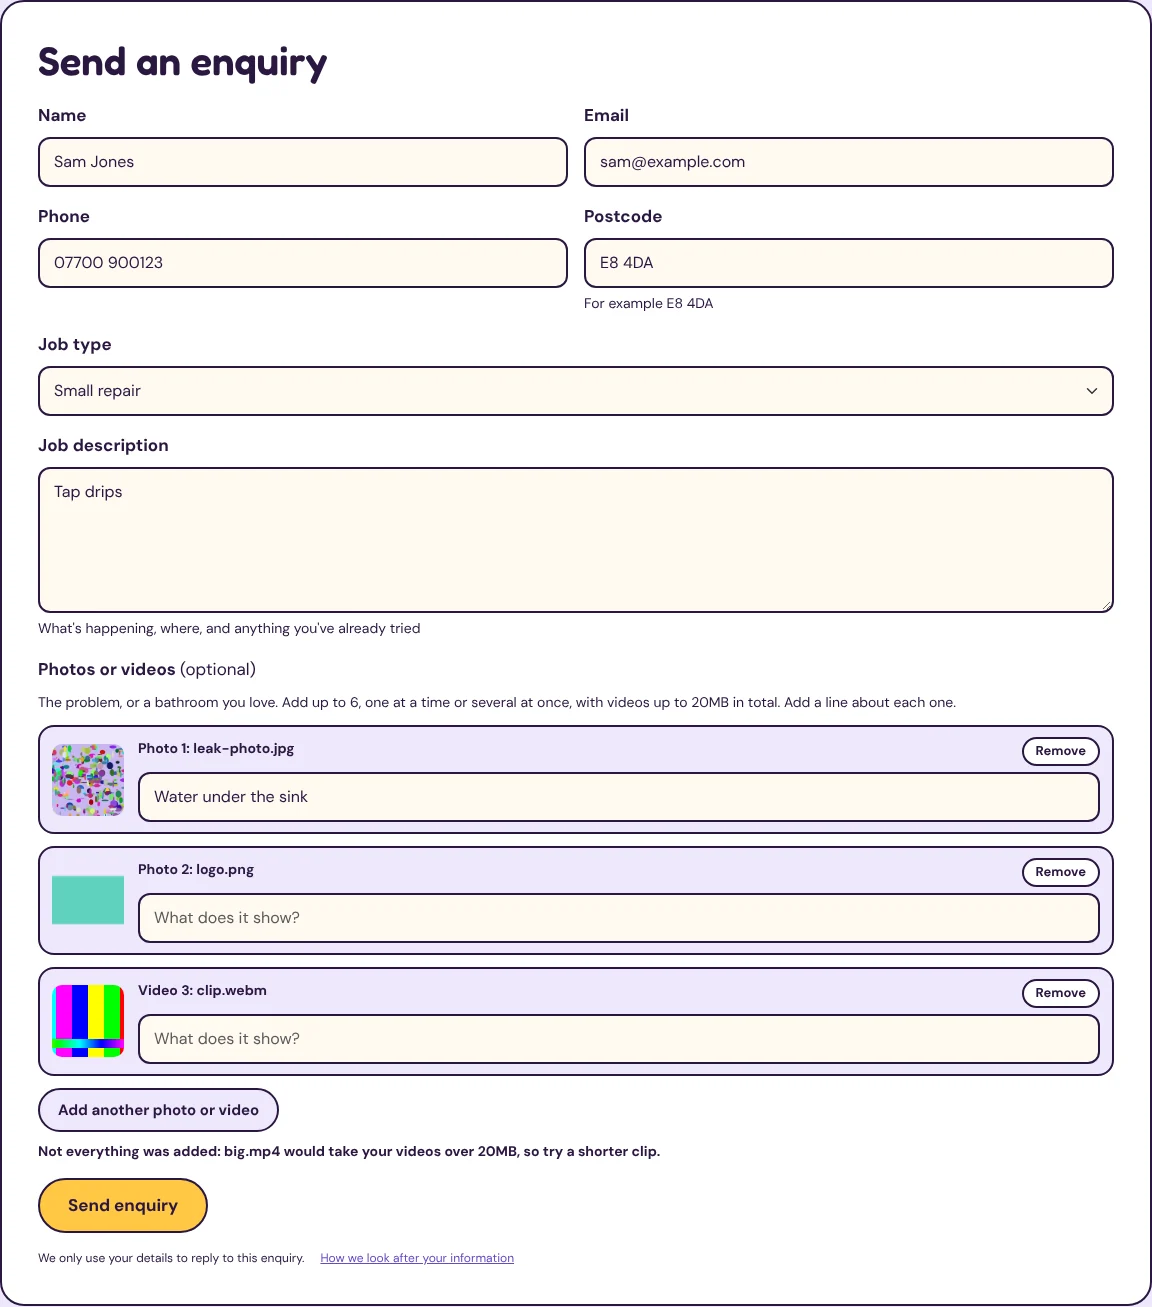 Send an enquiry
Name
Email
Sam Jones
sam@example.com
Phone
Postcode
07700 900123
E8 4DA
For example E8 4DA
Job type
Small repair
Job description
Tap drips
What's happening, where, and anything you've already tried
Photos or videos (optional)
The problem, or a bathroom you love. Add up to 6, one at a time or several at once, with videos up to 20MB in total. Add a line about each one.
Photo 1: leak-photo.jpg
Remove
Water under the sink
Photo 2: logo.png
Remove
What does it show?
Video 3: clip.webm
Remove
What does it show?
Add another photo or video
Not everything was added: big.mp4 would take your videos over 20MB, so try a shorter clip.
Send enquiry
We only use your details to reply to this enquiry. How we look after your information